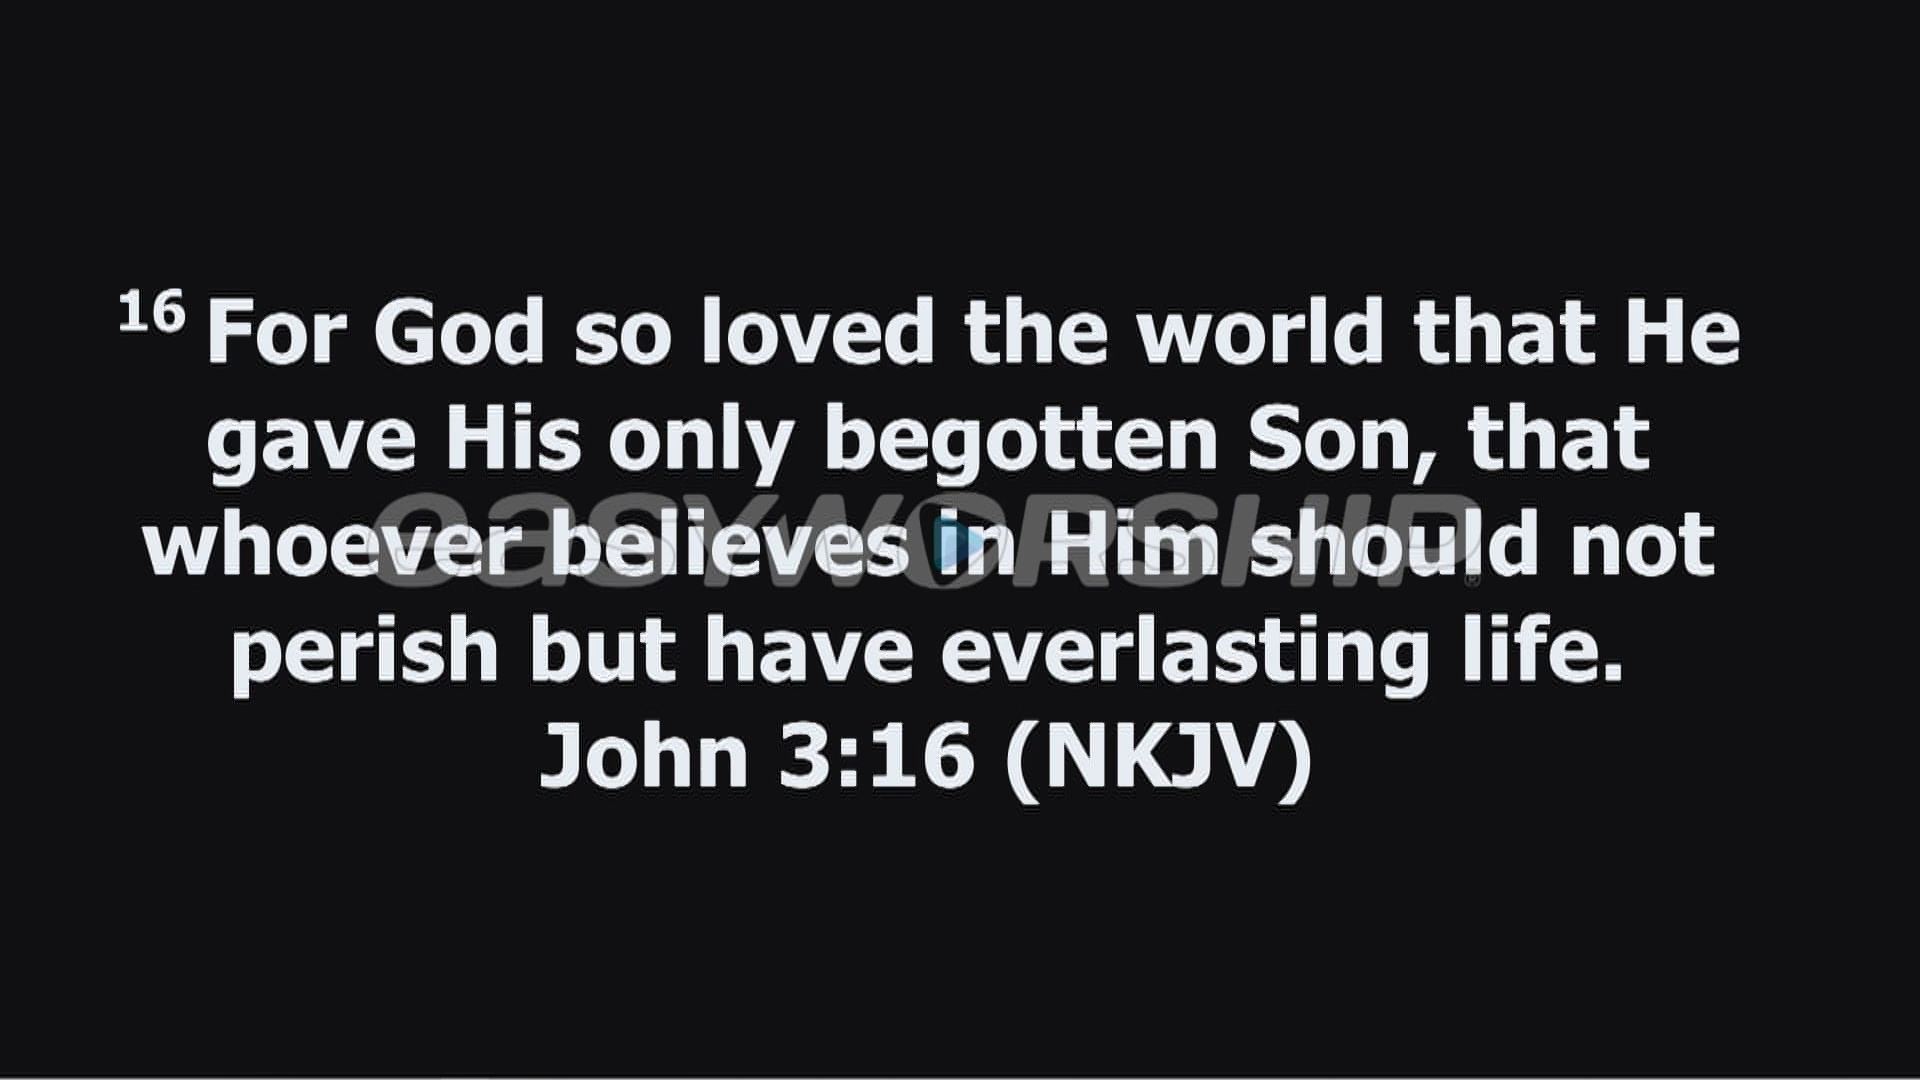 16 For God so loved the world that He
gave His only begotten Son, that
easyworship®
whoever believes in Him should not
perish but have everlasting life.
John 3:16 (NKJV)